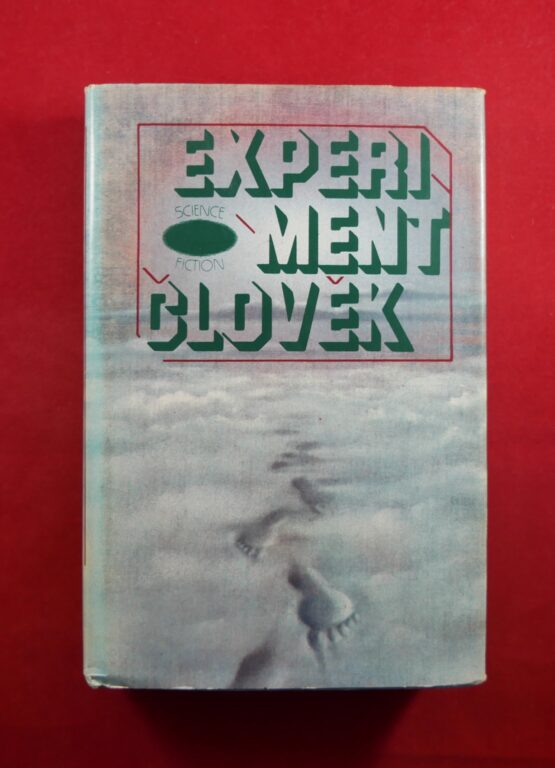 EXPERI
SCIENCE
MENT
FICTION
ČLOVĚK